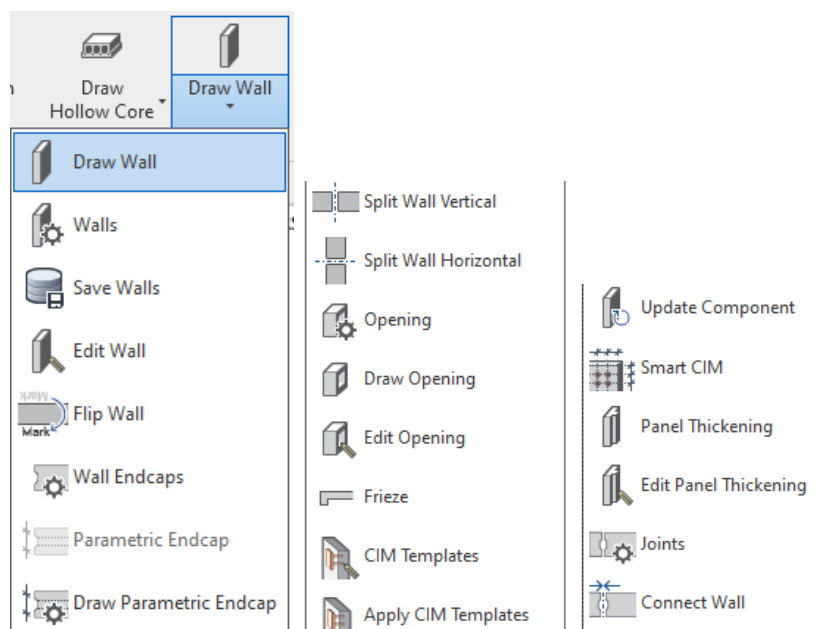 Draw
Hollow Core
Draw Wall
Draw Wall
Walls
Save Walls
Edit Wall
Mark
Mark
Flip Wall
Wall Endcaps
Parametric Endcap
Draw Parametric Endcap
Split Wall Vertical
Split Wall Horizontal
Opening
Draw Opening
Edit Opening
Frieze
CIM Templates
Apply CIM Templates
Update Component
Smart CIM
Panel Thickening
Edit Panel Thickening
Joints
Connect Wall